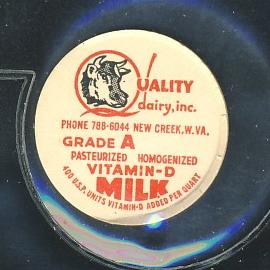 QUALITY
dairy, inc.
PHONE 788-6044 NEW CREEK, W.VA.
GRADE A
PASTEURIZED HOMOGENIZED
VITAMIN-D
MILK
400 U.S.P. UNITS VITAMIN-D ADDED PER QUART